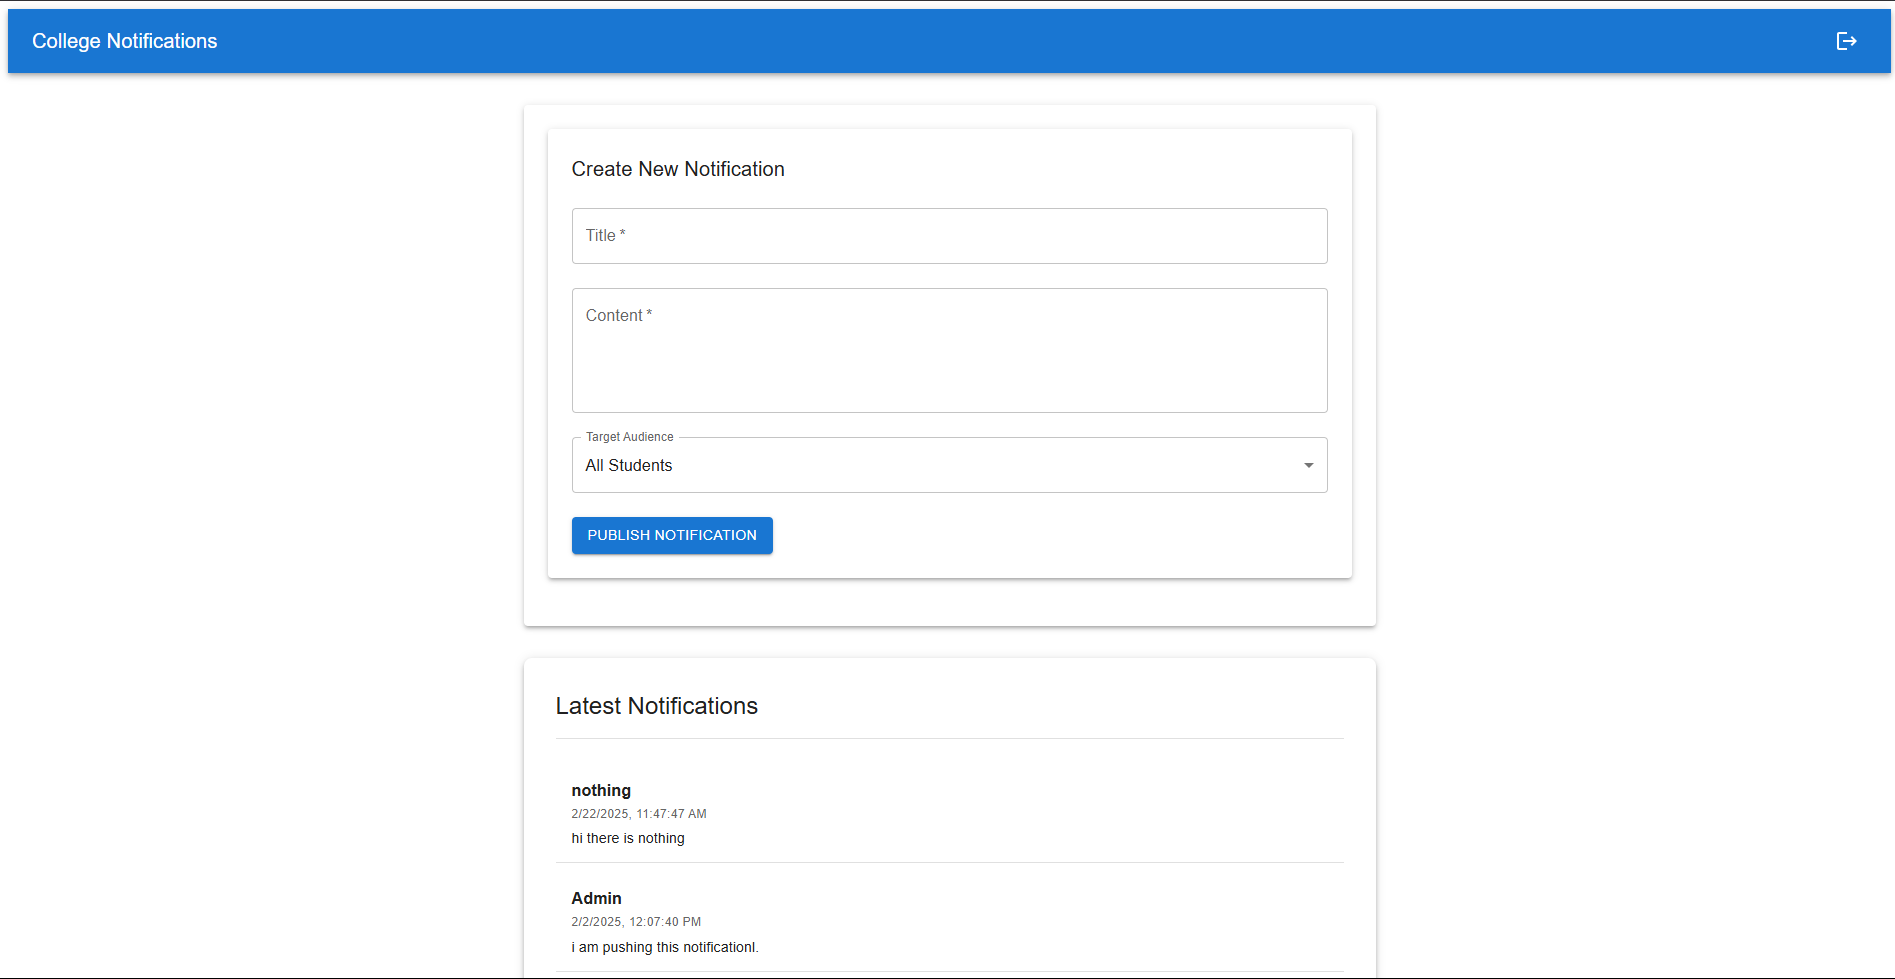 College Notifications
Create New Notification
Title *
Content *
Target Audience
All Students
PUBLISH NOTIFICATION
Latest Notifications
nothing
2/22/2025, 11:47:47 AM
hi there is nothing
Admin
2/2/2025, 12:07:40 PM
i am pushing this notificationl.